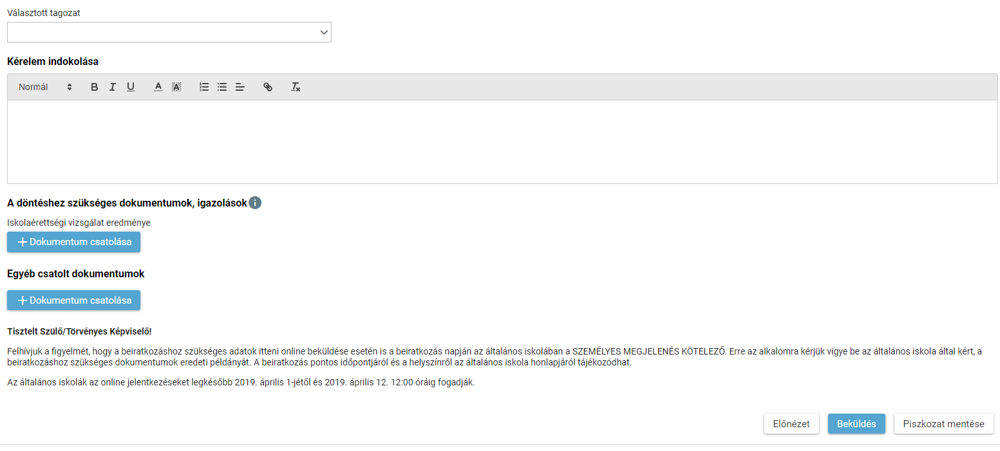 Választott tagozat
Kérelem indokolása
Normál B I U A A
A döntéshez szükséges dokumentumok, igazolások i
Iskolaérettségi vizsgálat eredménye
+ Dokumentum csatolása
Egyéb csatolt dokumentumok
+ Dokumentum csatolása
Tisztelt Szülő/Törvényes Képviselő!
Felhívjuk a figyelmét, hogy a beiratkozáshoz szükséges adatok itteni online beküldése esetén is a beiratkozás napján az általános iskolában a SZEMÉLYES MEGJELENÉS KÖTELEZŐ. Erre az alkalomra kérjük vigye be az általános iskola által kért, a
beiratkozáshoz szükséges dokumentumok eredeti példányát. A beiratkozás pontos időpontjáról és a helyszínről az általános iskola honlapjáról tájékozódhat.
Az általános iskolák az online jelentkezéseket legkésőbb 2019. április 1-jétől és 2019. április 12. 12:00 óráig fogadják.
Előnézet Beküldés Piszkozat mentése